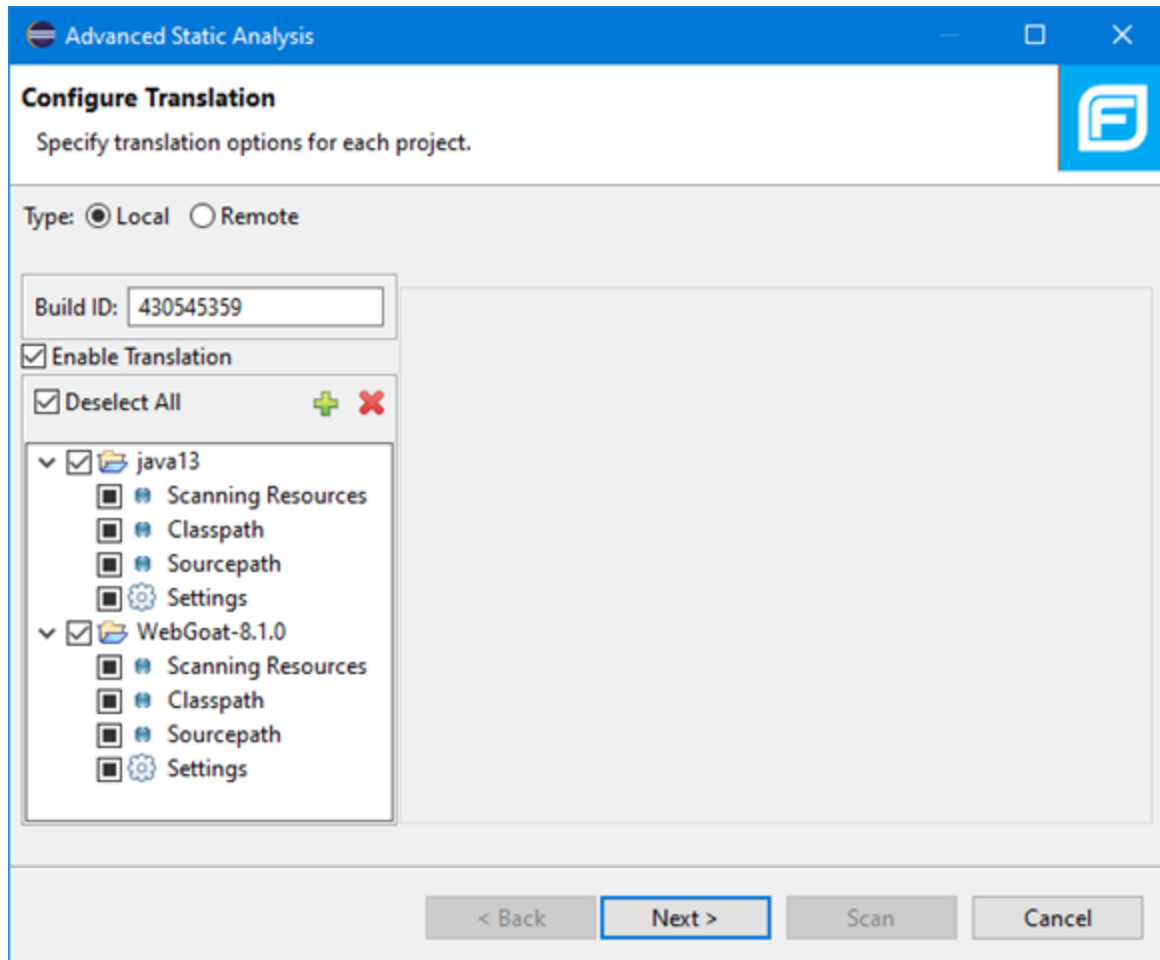 Advanced Static Analysis
Configure Translation
Specify translation options for each project.
Type: Local Remote
Build ID: 430545359
Enable Translation
Deselect All
java13
Scanning Resources
Classpath
Sourcepath
Settings
WebGoat-8.1.0
Scanning Resources
Classpath
Sourcepath
Settings
< Back Next > Scan Cancel